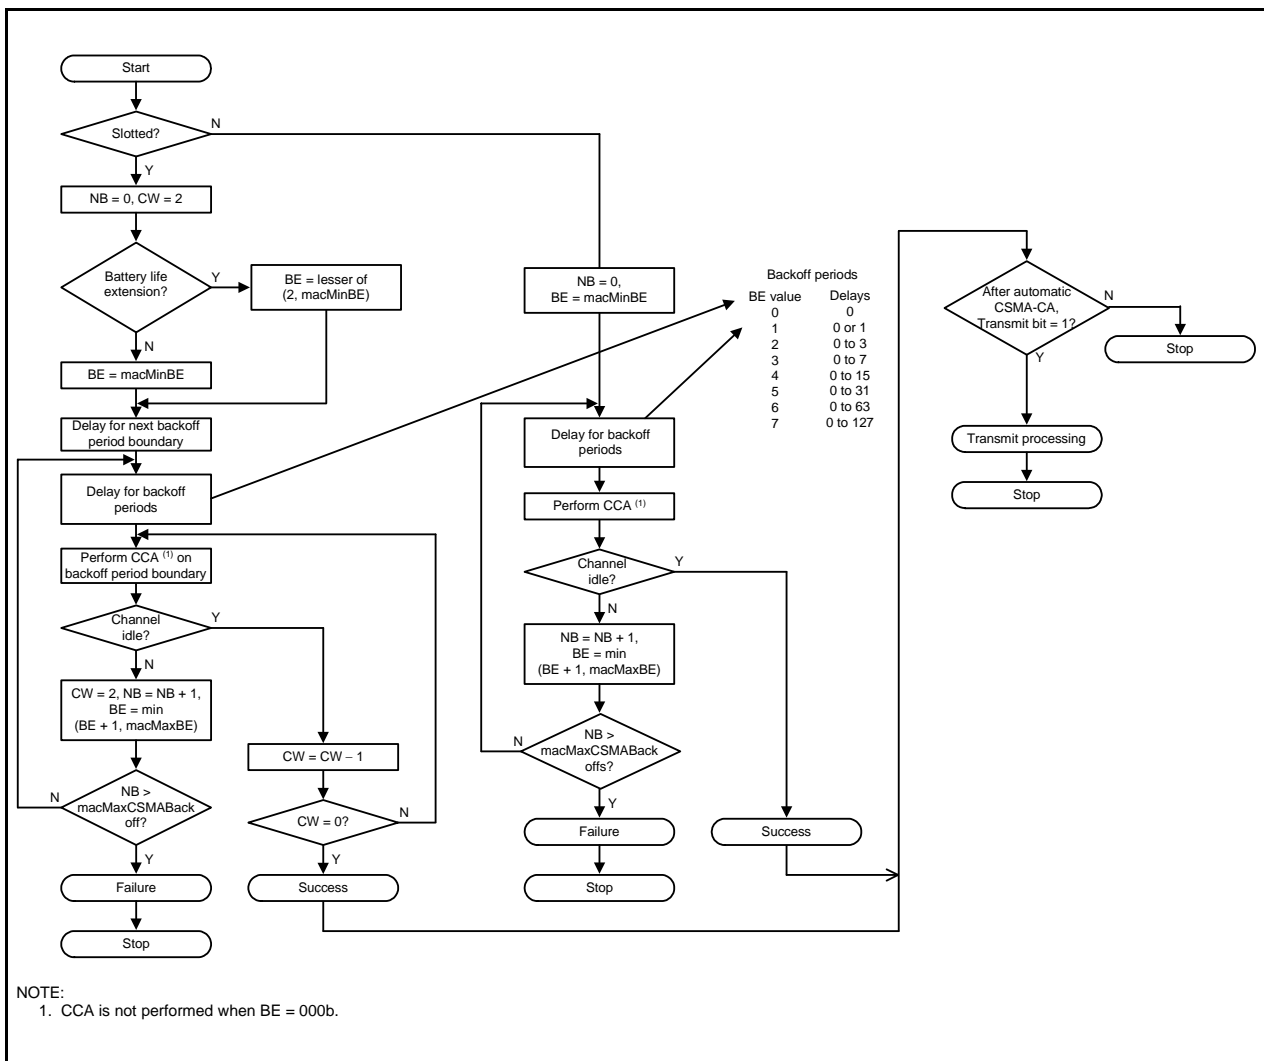 Start
Slotted?
N
Y
NB = 0, CW = 2
Battery life
extension?
Y
BE = lesser of
(2, macMinBE)
N
BE = macMinBE
Delay for next backoff
period boundary
Delay for backoff
periods
Perform CCA (1) on
backoff period boundary
Channel
idle?
Y
N
CW = 2, NB = NB + 1,
BE = min
(BE + 1, macMaxBE)
NB >
macMaxCSMABack
off?
N
Y
Failure
Stop
CW = CW − 1
CW = 0?
N
Y
Success
NB = 0,
BE = macMinBE
Delay for backoff
periods
Perform CCA (1)
Channel
idle?
Y
N
NB = NB + 1,
BE = min
(BE + 1, macMaxBE)
NB >
macMaxCSMABack
offs?
N
Y
Failure
Stop
Success
Backoff periods
BE value Delays
0 0
1 0 or 1
2 0 to 3
3 0 to 7
4 0 to 15
5 0 to 31
6 0 to 63
7 0 to 127
After automatic
CSMA-CA,
Transmit bit = 1?
N
Stop
Y
Transmit processing
Stop
NOTE:
1. CCA is not performed when BE = 000b.